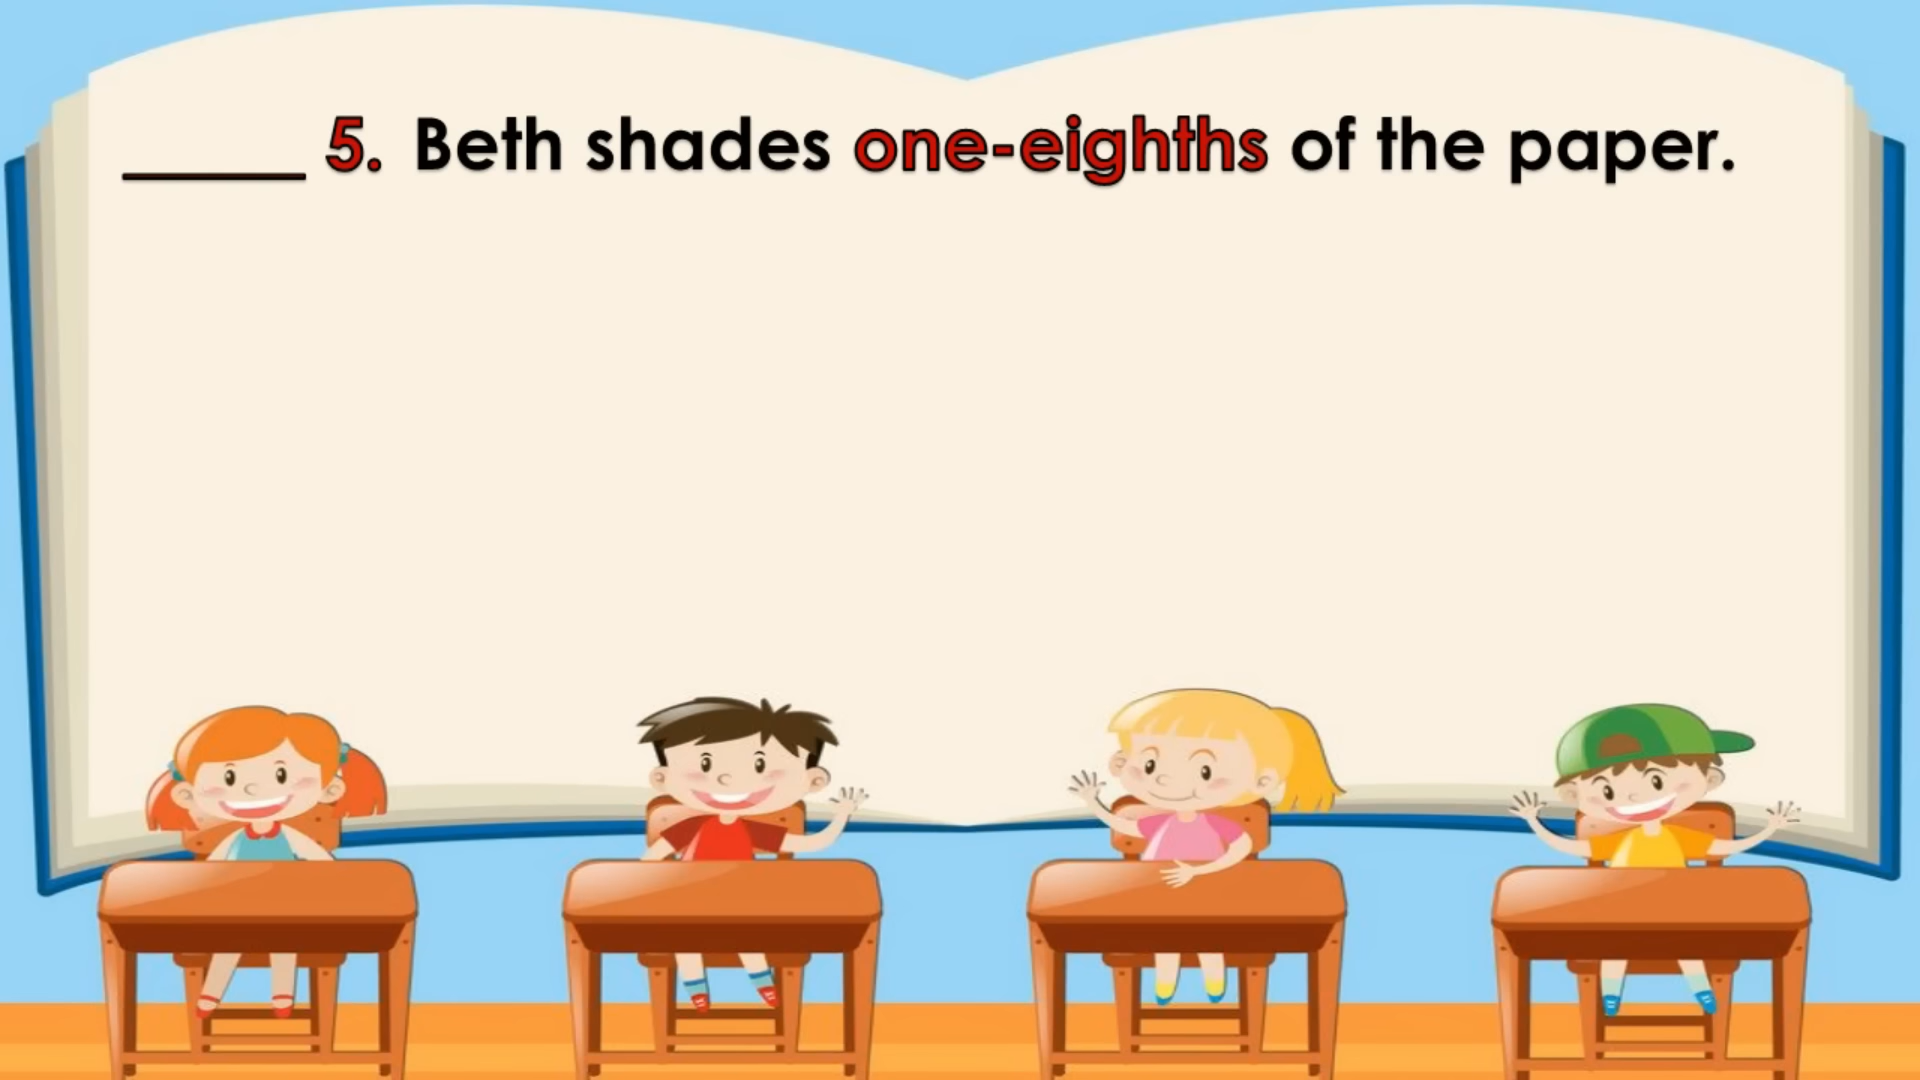 _____ 5. Beth shades one-eighths of the paper.